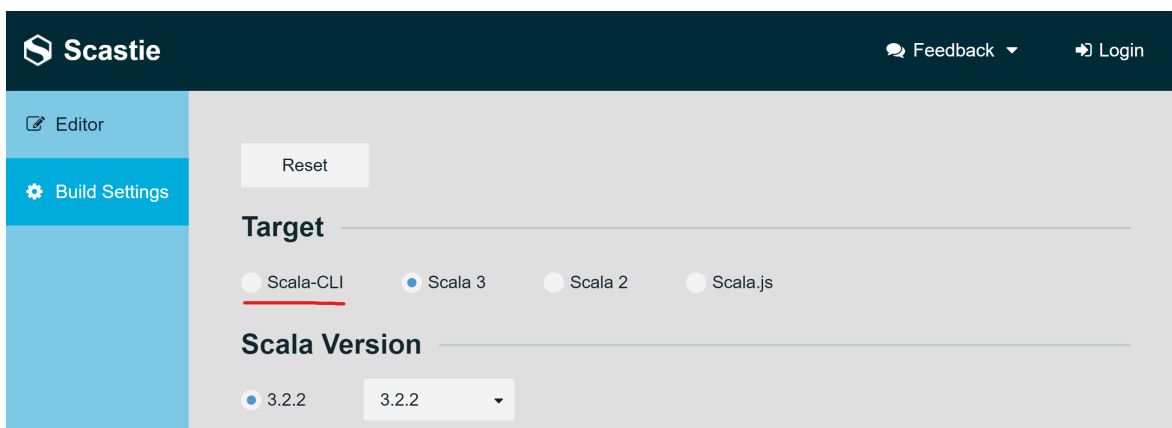 Scastie
Feedback
Login
Editor
Build Settings
Reset
Target
Scala-CLI
Scala 3
Scala 2
Scala.js
Scala Version
3.2.2
3.2.2